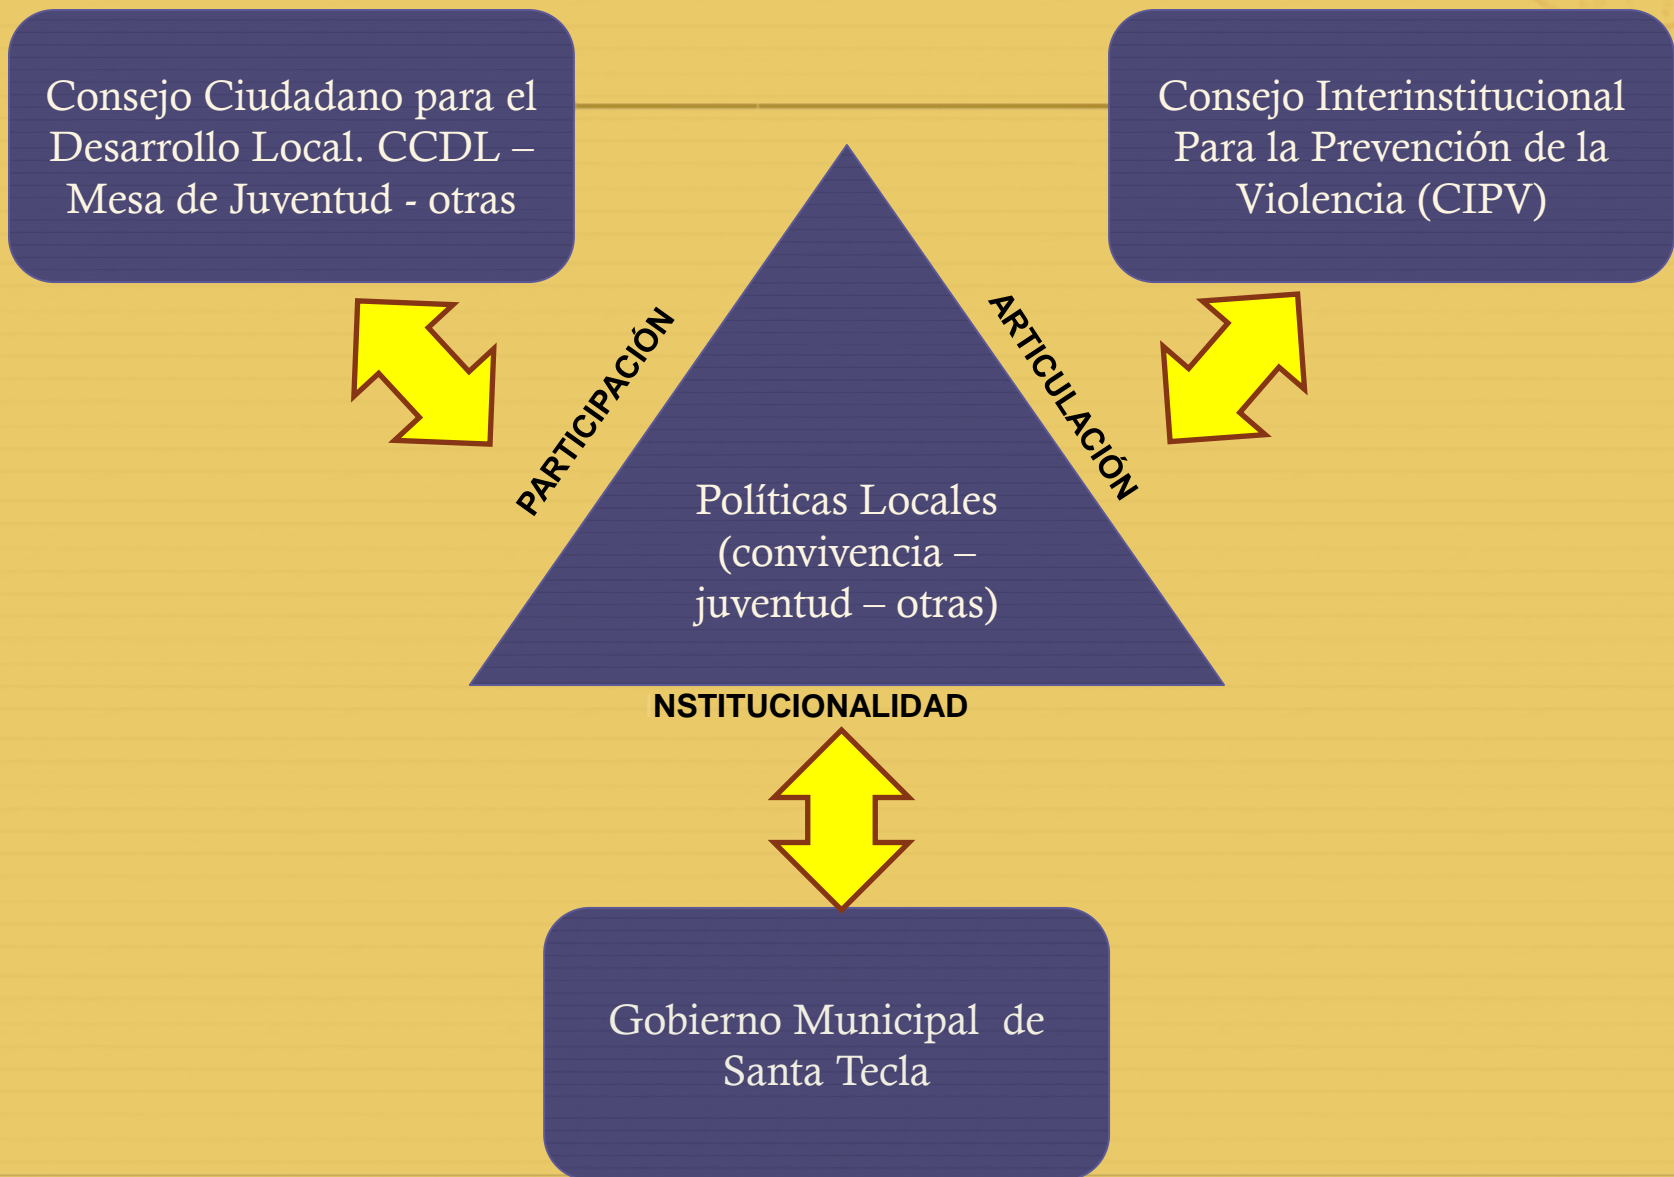 Consejo Ciudadano para el
Desarrollo Local. CCDL –
Mesa de Juventud - otras
Consejo Interinstitucional
Para la Prevención de la
Violencia (CIPV)
PARTICIPACIÓN
ARTICULACIÓN
Políticas Locales
(convivencia –
juventud – otras)
INSTITUCIONALIDAD
Gobierno Municipal de
Santa Tecla